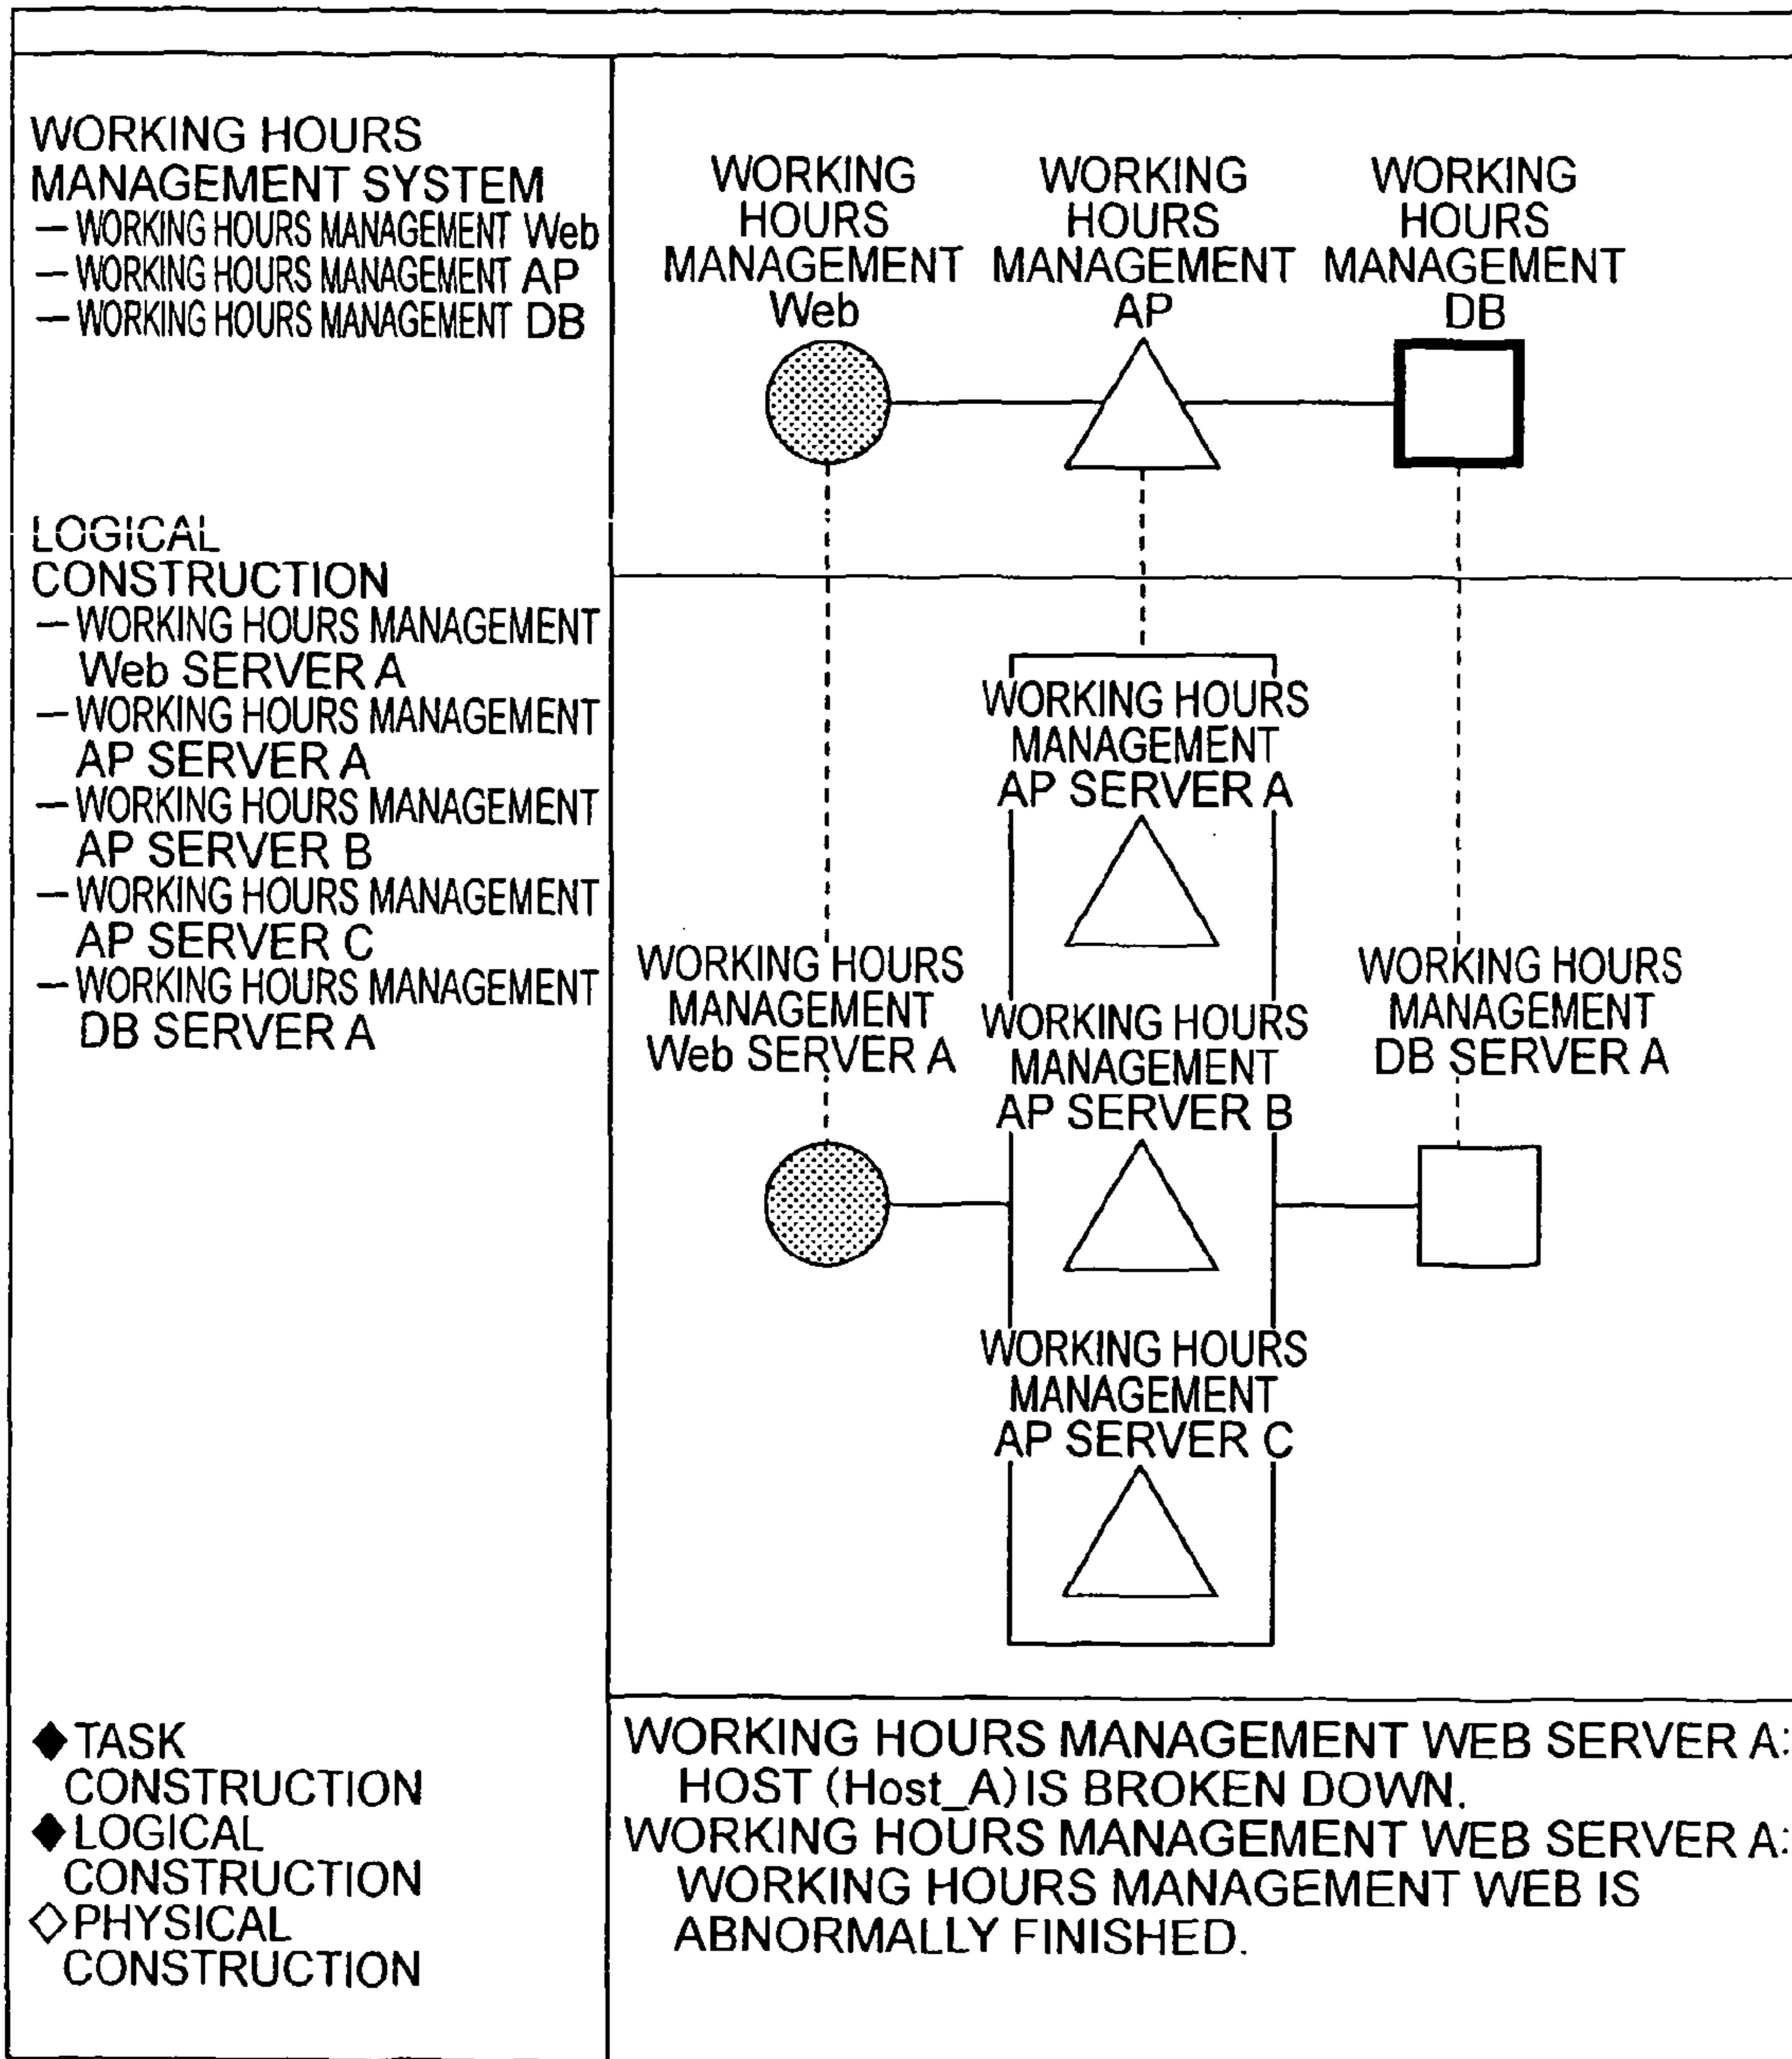 WORKING HOURS
MANAGEMENT SYSTEM
— WORKING HOURS MANAGEMENT Web
— WORKING HOURS MANAGEMENT AP
— WORKING HOURS MANAGEMENT DB
LOGICAL
CONSTRUCTION
— WORKING HOURS MANAGEMENT
Web SERVER A
— WORKING HOURS MANAGEMENT
AP SERVER A
— WORKING HOURS MANAGEMENT
AP SERVER B
— WORKING HOURS MANAGEMENT
AP SERVER C
— WORKING HOURS MANAGEMENT
DB SERVER A
◆TASK
CONSTRUCTION
◆LOGICAL
CONSTRUCTION
◇PHYSICAL
CONSTRUCTION
WORKING
HOURS
MANAGEMENT
Web
WORKING
HOURS
MANAGEMENT
AP
WORKING
HOURS
MANAGEMENT
DB
WORKING HOURS
MANAGEMENT
Web SERVER A
WORKING HOURS
MANAGEMENT
AP SERVER A
WORKING HOURS
MANAGEMENT
AP SERVER B
WORKING HOURS
MANAGEMENT
AP SERVER C
WORKING HOURS
MANAGEMENT
DB SERVER A
WORKING HOURS MANAGEMENT WEB SERVER A:
HOST (Host_A) IS BROKEN DOWN.
WORKING HOURS MANAGEMENT WEB SERVER A:
WORKING HOURS MANAGEMENT WEB IS
ABNORMALLY FINISHED.